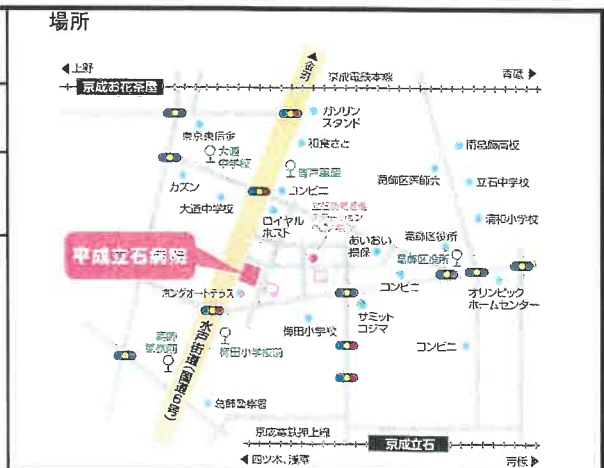 場所
上野
金町
京成電鉄本線
青砥
京成お花茶屋
ガソリン
スタンド
東京東信金
和食さと
大道
中学校
南葛飾高校
葛飾区医師会
カズン
コンビニ
立石中学校
大道中学校
ロイヤル
ホスト
清和小学校
あいおい
損保
葛飾区役所
葛飾区役所
平成立石病院
コンビニ
オリンピック
ホームセンター
ホンダオートテラス
サミット
コジマ
梅田小学校
コンビニ
水戸街道(国道6号)
梅田小学校前
葛飾
警察前
葛飾警察署
京成電鉄押上線
京成立石
四ツ木、浅草
青砥